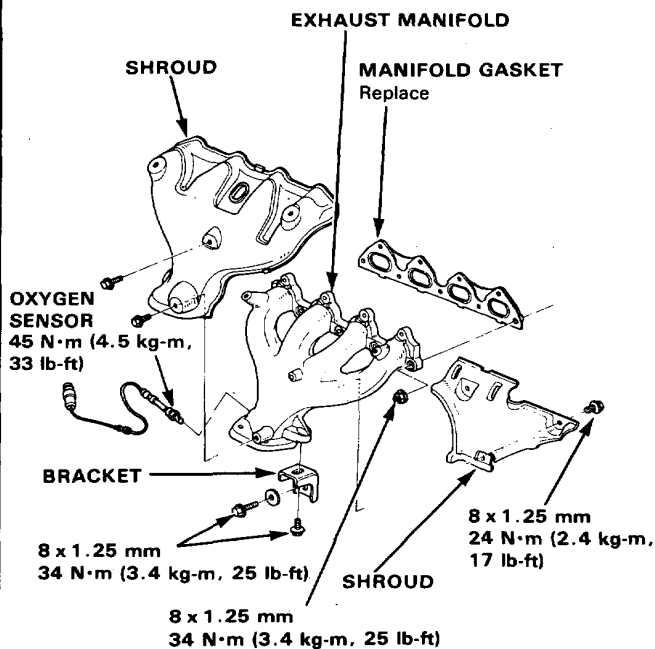 EXHAUST MANIFOLD
SHROUD
MANIFOLD GASKET
Replace
OXYGEN
SENSOR
45 N·m (4.5 kg-m,
33 lb-ft)
BRACKET
8 x 1.25 mm
34 N·m (3.4 kg-m, 25 lb-ft)
SHROUD
8 x 1.25 mm
24 N·m (2.4 kg-m,
17 lb-ft)
8 x 1.25 mm
34 N·m (3.4 kg-m, 25 lb-ft)